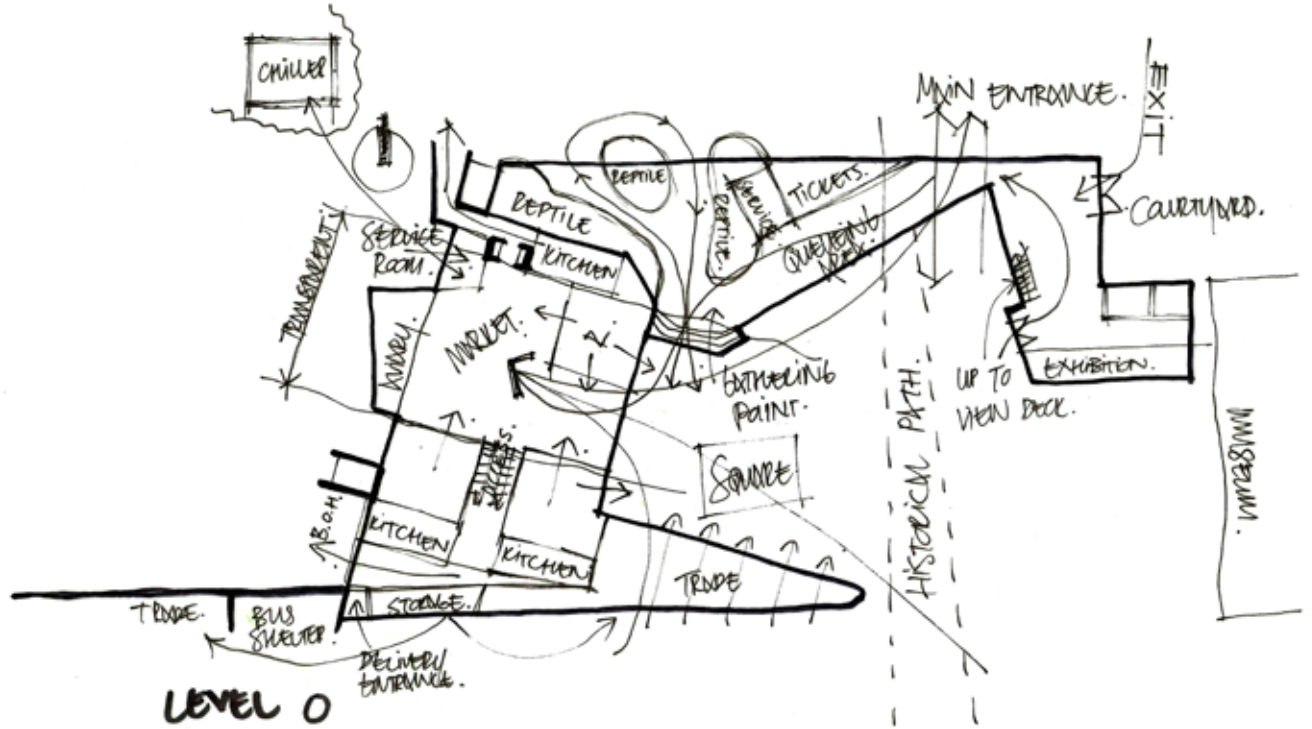 CHILLER
MAIN ENTRANCE.
EXIT
REPTILE
REPTILE
REPTILE.
SERVICE.
TICKETS.
COURTYARD.
SERVICE
ROOM.
KITCHEN
QUEUEING
AREA.
TRANSPARENT
MARKET.
GATHERING
POINT.
UP TO
VIEW DECK.
EXHIBITION.
HISTORICAL PATH.
MUSEUM.
SQUARE.
B.O.H.
KITCHEN
KITCHEN
TRADE
STORAGE.
TRADE.
BUS
SHELTER.
DELIVERY
ENTRANCE.
LEVEL 0